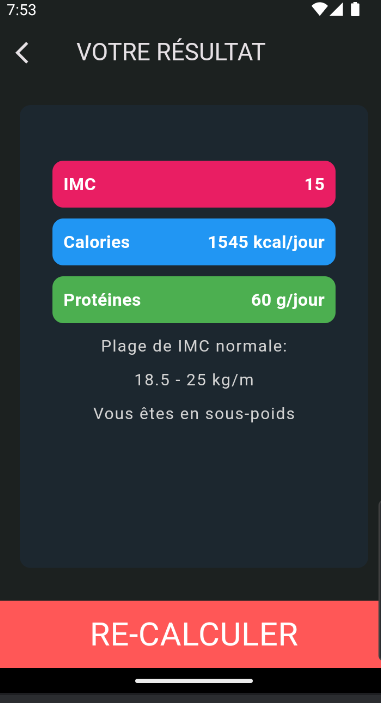 7:53
VOTRE RÉSULTAT
IMC 15
Calories 1545 kcal/jour
Protéines 60 g/jour
Plage de IMC normale:
18.5 - 25 kg/m
Vous êtes en sous-poids
RE-CALCULER